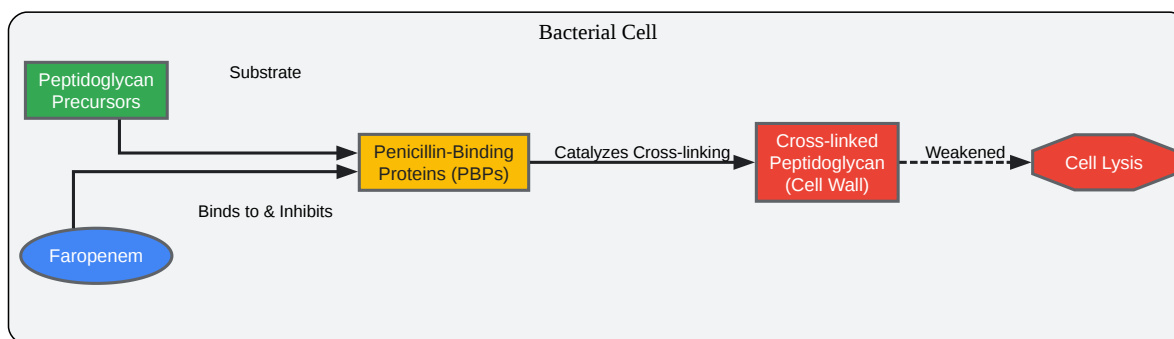 Bacterial Cell
Substrate
Peptidoglycan
Precursors
Penicillin-Binding
Proteins (PBPs)
Catalyzes Cross-linking
Cross-linked
Peptidoglycan
(Cell Wall)
Weakened
Cell Lysis
Binds to & Inhibits
Faropenem